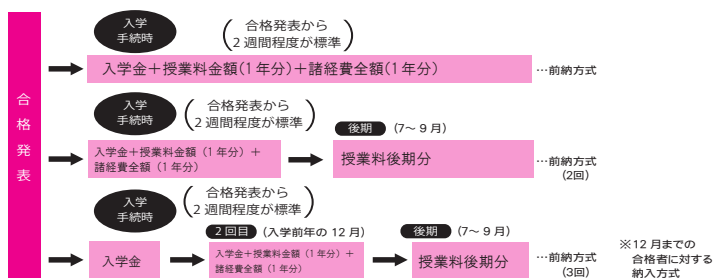 合格発表
入学
手続時
(合格発表から
2週間程度が標準)
入学金＋授業料金額(1年分)＋諸経費全額(1年分)
…前納方式
入学
手続時
(合格発表から
2週間程度が標準)
後期 (7〜9月)
入学金＋授業料金額（1年分）＋
諸経費全額（1年分）
授業料後期分
…前納方式
(2回)
入学
手続時
(合格発表から
2週間程度が標準)
2回目 (入学前年の12月)
後期 (7〜9月)
入学金
入学金＋授業料金額（1年分）＋
諸経費全額（1年分）
授業料後期分
…前納方式
(3回)
※12月までの
合格者に対する
納入方式